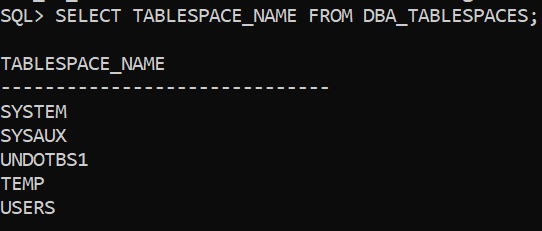 SQL> SELECT TABLESPACE_NAME FROM DBA_TABLESPACES;
TABLESPACE_NAME
------------------------------
SYSTEM
SYSAUX
UNDOTBS1
TEMP
USERS